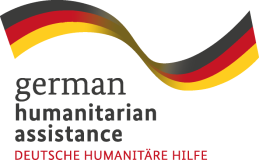 german
humanitarian
assistance
DEUTSCHE HUMANITÄRE HILFE